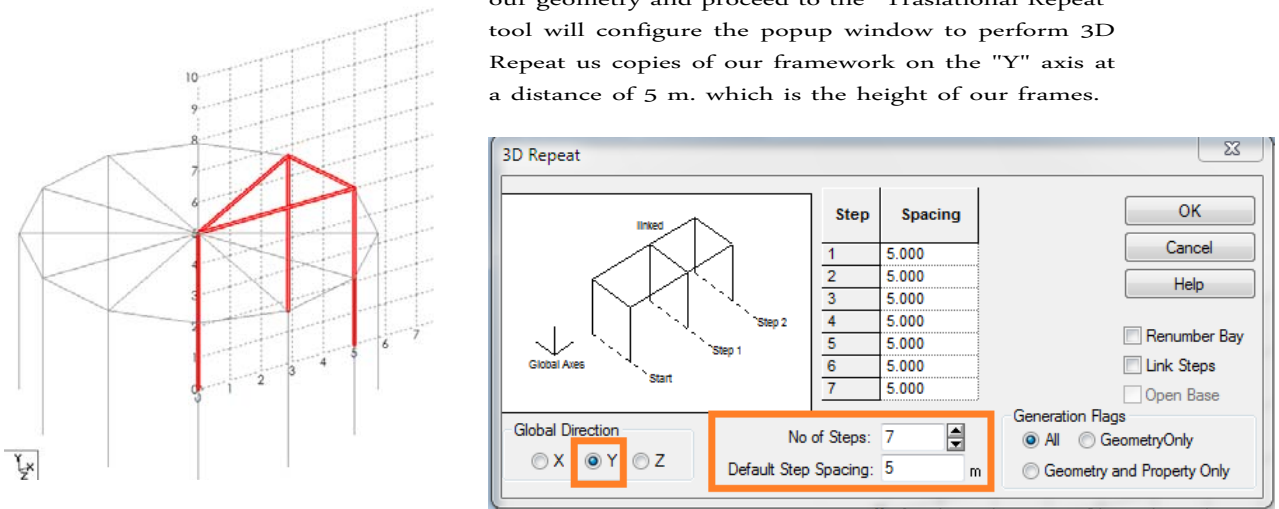 our geometry and proceed to the "Traslational Repeat"
tool will configure the popup window to perform 3D
Repeat us copies of our framework on the "Y" axis at
a distance of 5 m. which is the height of our frames.
10
9
8
7
6
5
4
3
2
1
0
0
1
2
3
4
5
6
7
Y
X
Z
3D Repeat
linked
Step 2
Step 1
Start
Global Axes
Step Spacing
1 5.000
2 5.000
3 5.000
4 5.000
5 5.000
6 5.000
7 5.000
OK
Cancel
Help
Renumber Bay
Link Steps
Open Base
Global Direction
X Y Z
No of Steps: 7
Default Step Spacing: 5 m
Generation Flags
All GeometryOnly
Geometry and Property Only